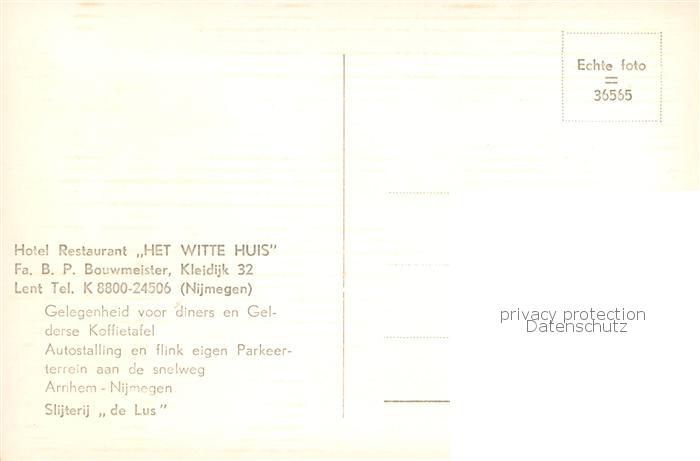 Echte foto
=
36565
Hotel Restaurant „HET WITTE HUIS"
Fa. B. P. Bouwmeister, Kleidijk 32
Lent Tel. K 8800-24506 (Nijmegen)
Gelegenheid voor diners en Gel-
derse Koffietafel
Autostalling en flink eigen Parkeer-
terrein aan de snelweg
Arnhem - Nijmegen
Slijterij „de Lus"
privacy protection
Datenschutz